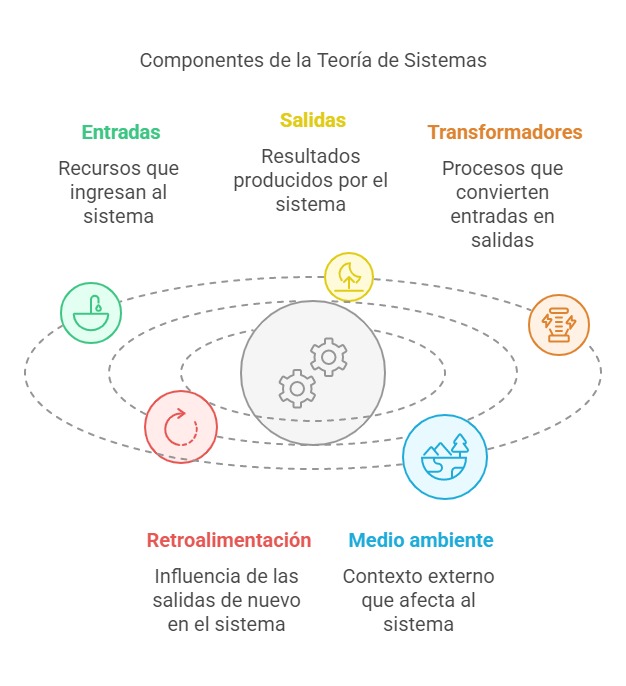 Componentes de la Teoría de Sistemas
Entradas
Recursos que
ingresan al
sistema
Salidas
Resultados
producidos por el
sistema
Transformadores
Procesos que
convierten
entradas en
salidas
Retroalimentación
Influencia de las
salidas de nuevo
en el sistema
Medio ambiente
Contexto externo
que afecta al
sistema